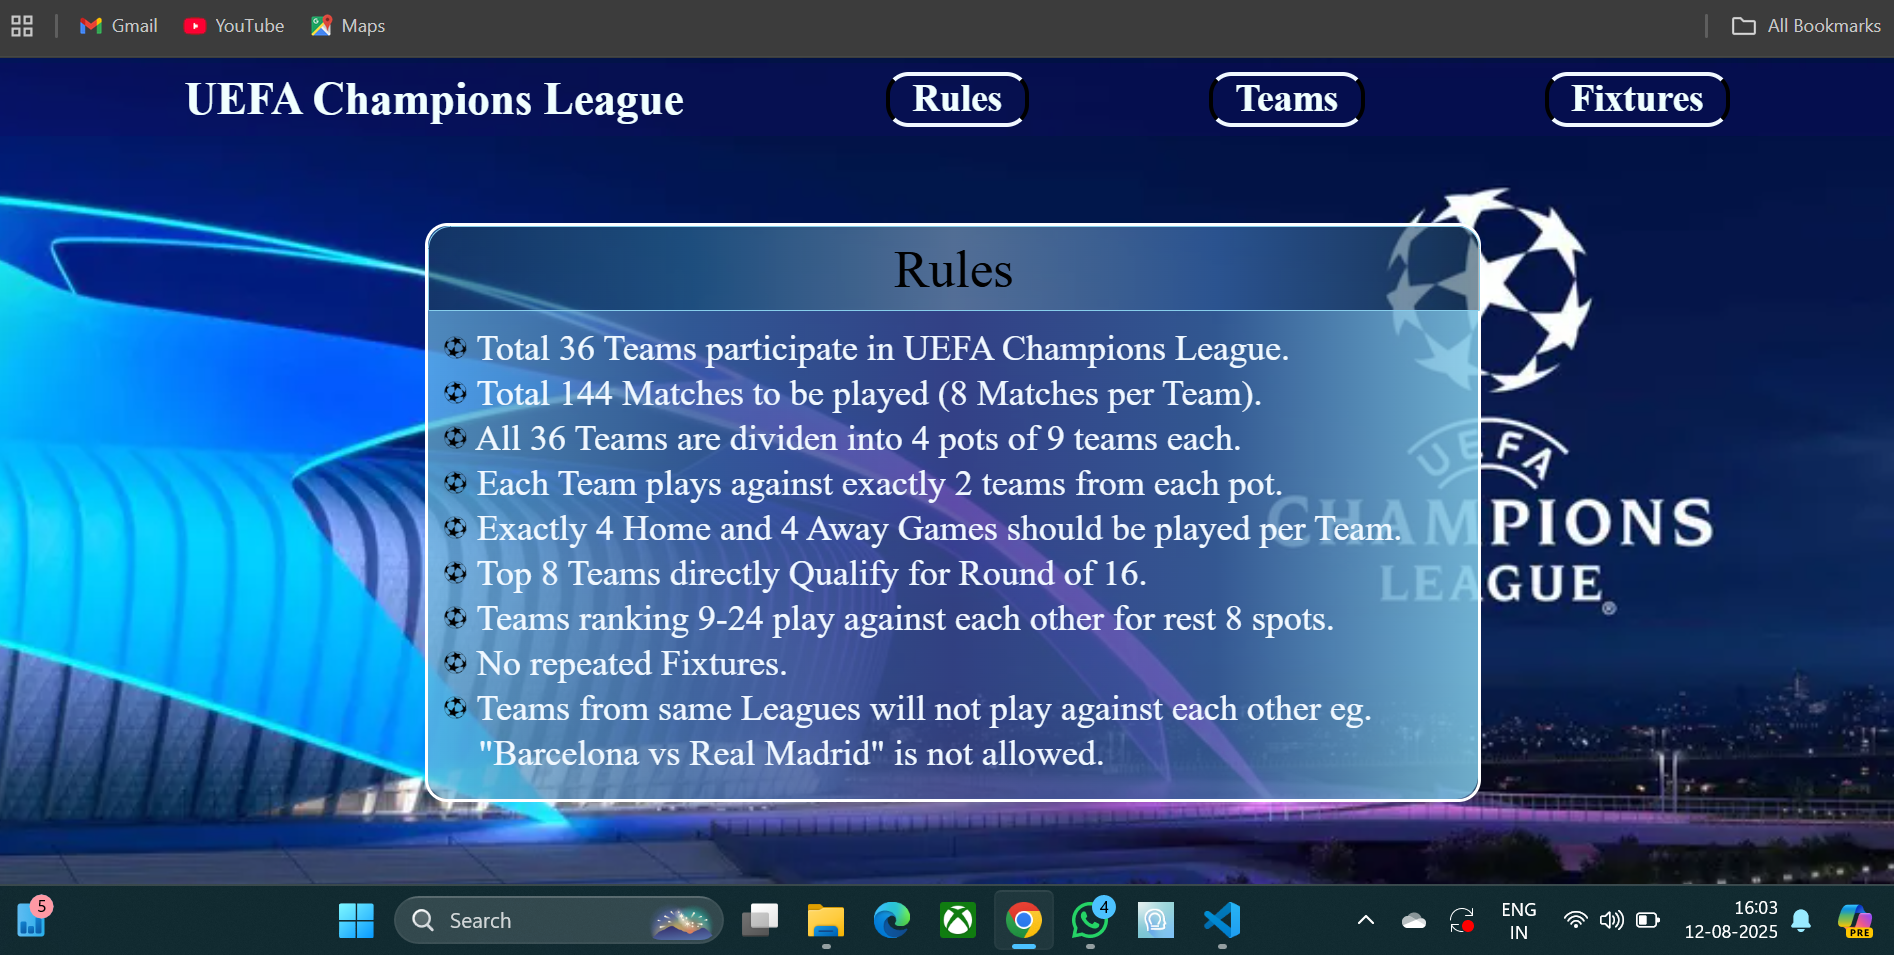 Gmail YouTube Maps All Bookmarks
UEFA Champions League Rules Teams Fixtures
Rules
Total 36 Teams participate in UEFA Champions League.
Total 144 Matches to be played (8 Matches per Team).
All 36 Teams are dividen into 4 pots of 9 teams each.
Each Team plays against exactly 2 teams from each pot.
Exactly 4 Home and 4 Away Games should be played per Team.
Top 8 Teams directly Qualify for Round of 16.
Teams ranking 9-24 play against each other for rest 8 spots.
No repeated Fixtures.
Teams from same Leagues will not play against each other eg.
"Barcelona vs Real Madrid" is not allowed.
UEFA
CHAMPIONS
LEAGUE®
5
Search
4
ENG
IN
16:03
12-08-2025
PRE